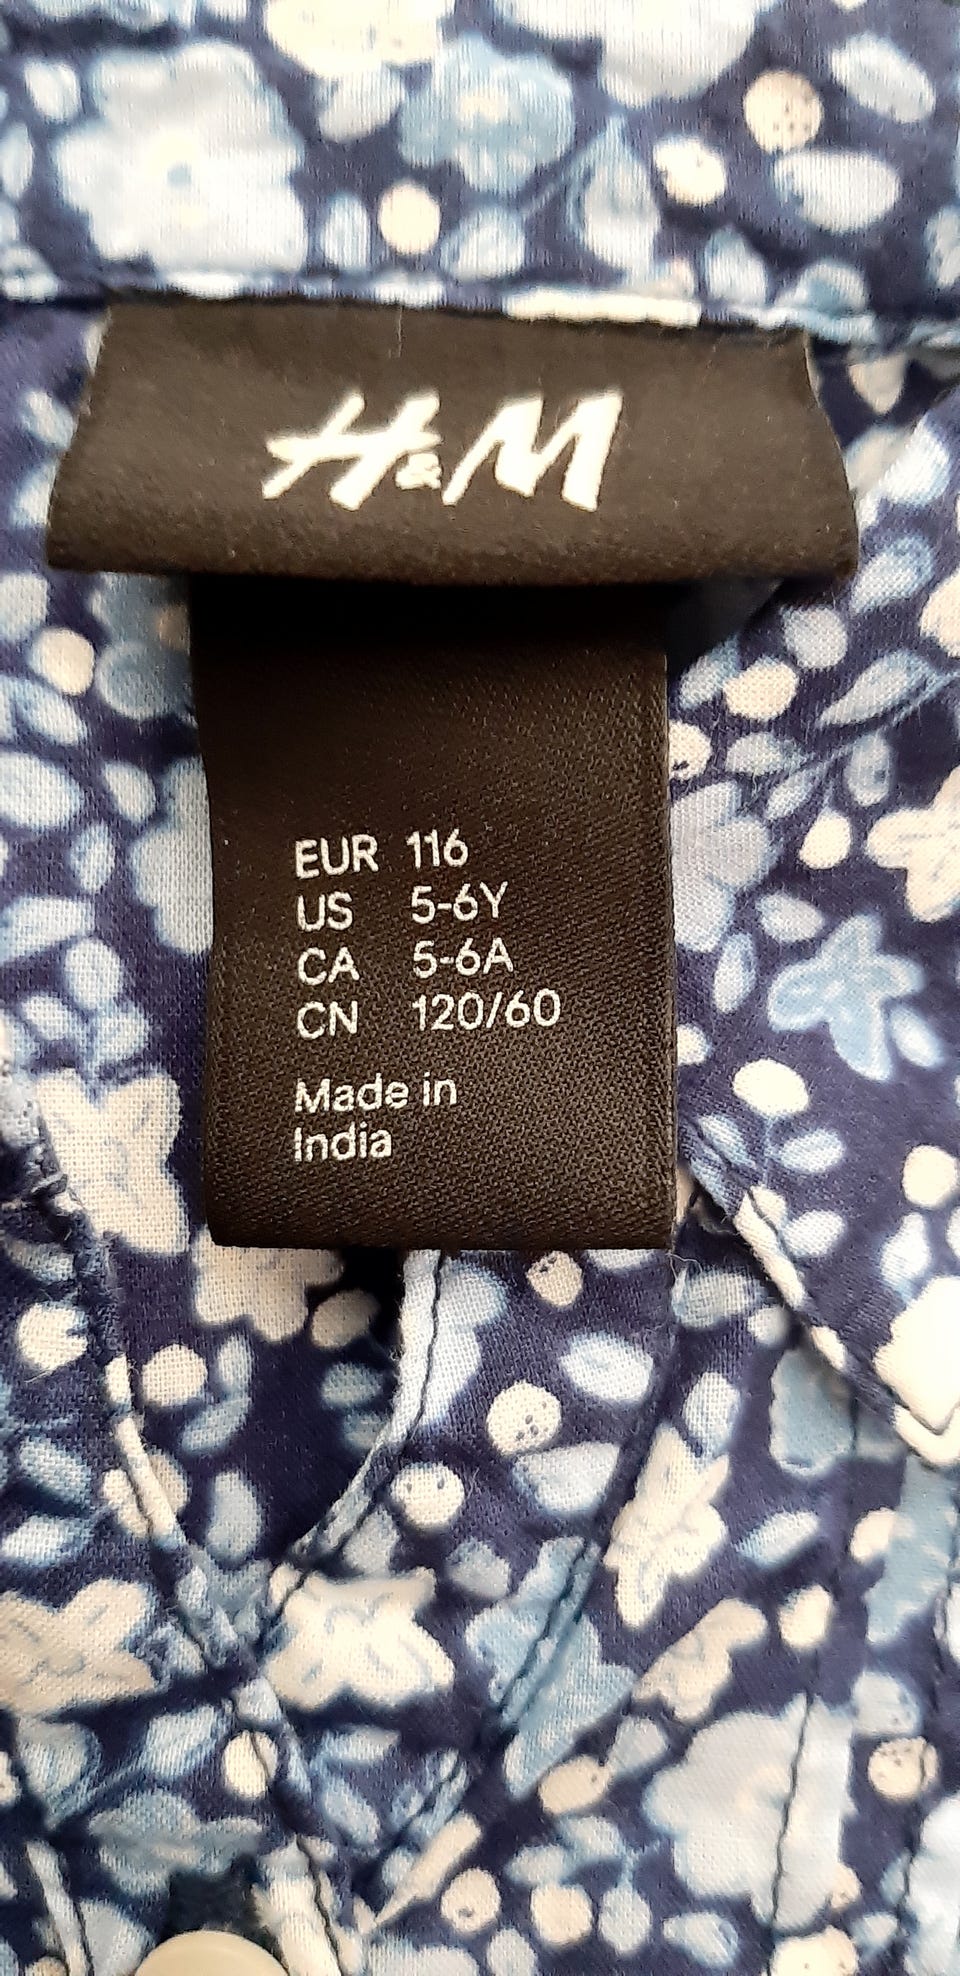 H&M
EUR 116
US 5-6Y
CA 5-6A
CN 120/60
Made in
India